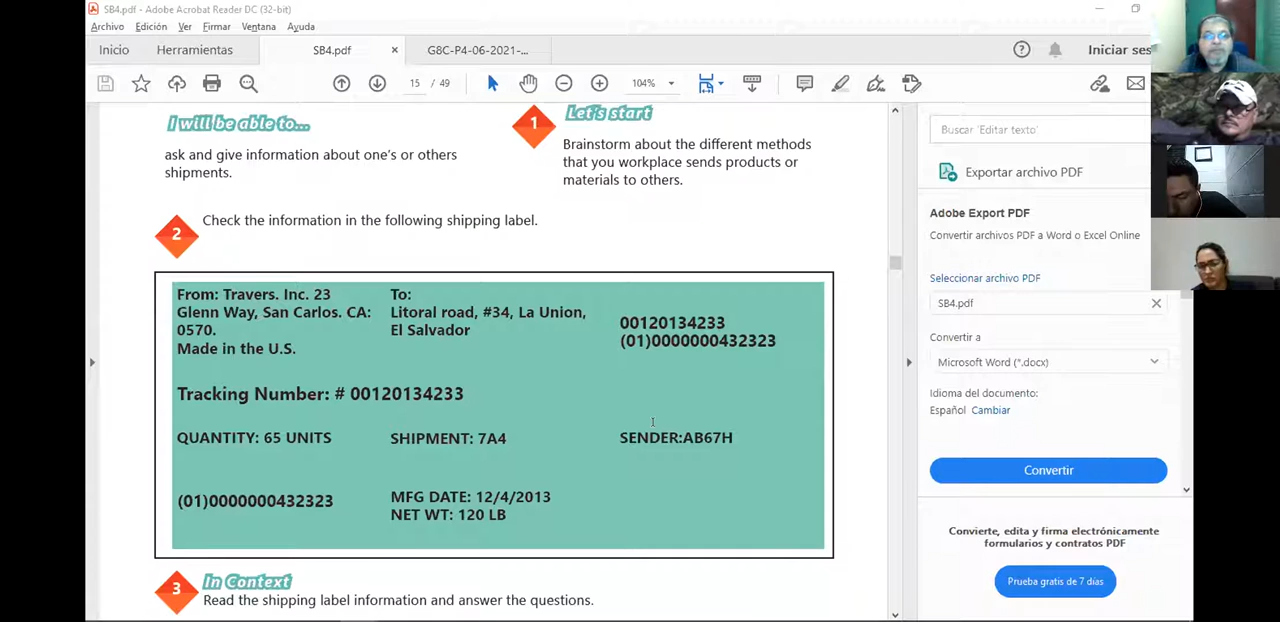 SB4.pdf - Adobe Acrobat Reader DC (32-bit)
Archivo Edición Ver Firmar Ventana Ayuda
Inicio Herramientas SB4.pdf × GBC-P4-06-2021-... Iniciar ses
15 / 49 104%
I will be able to...
ask and give information about one's or others
shipments.
1 Let's start
Brainstorm about the different methods
that you workplace sends products or
materials to others.
2 Check the information in the following shipping label.
From: Travers. Inc. 23
Glenn Way, San Carlos. CA:
0570.
Made in the U.S.
To:
Litoral road, #34, La Union,
El Salvador
00120134233
(01)0000000432323
Tracking Number: # 00120134233
QUANTITY: 65 UNITS SHIPMENT: 7A4 SENDER:AB67H
(01)0000000432323
MFG DATE: 12/4/2013
NET WT: 120 LB
3 In Context
Read the shipping label information and answer the questions.
Buscar 'Editar texto'
Exportar archivo PDF
Adobe Export PDF
Convertir archivos PDF a Word o Excel Online
Seleccionar archivo PDF
SB4.pdf
Convertir a
Microsoft Word (*.docx)
Idioma del documento:
Español Cambiar
Convertir
Convierte, edita y firma electrónicamente
formularios y contratos PDF
Prueba gratis de 7 días